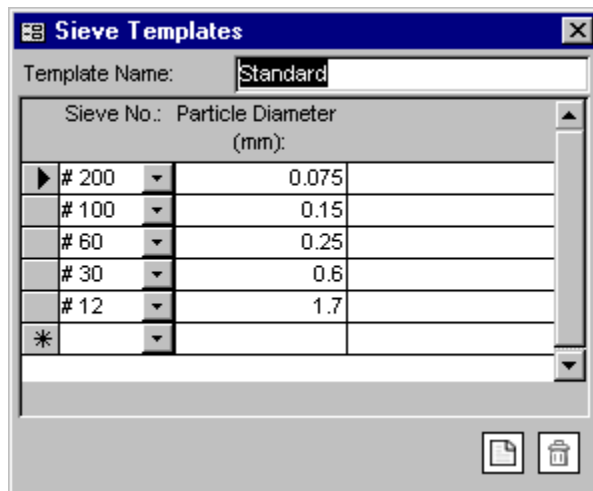 Sieve Templates
Template Name: Standard
Sieve No.: Particle Diameter
(mm):
# 200 0.075
# 100 0.15
# 60 0.25
# 30 0.6
# 12 1.7